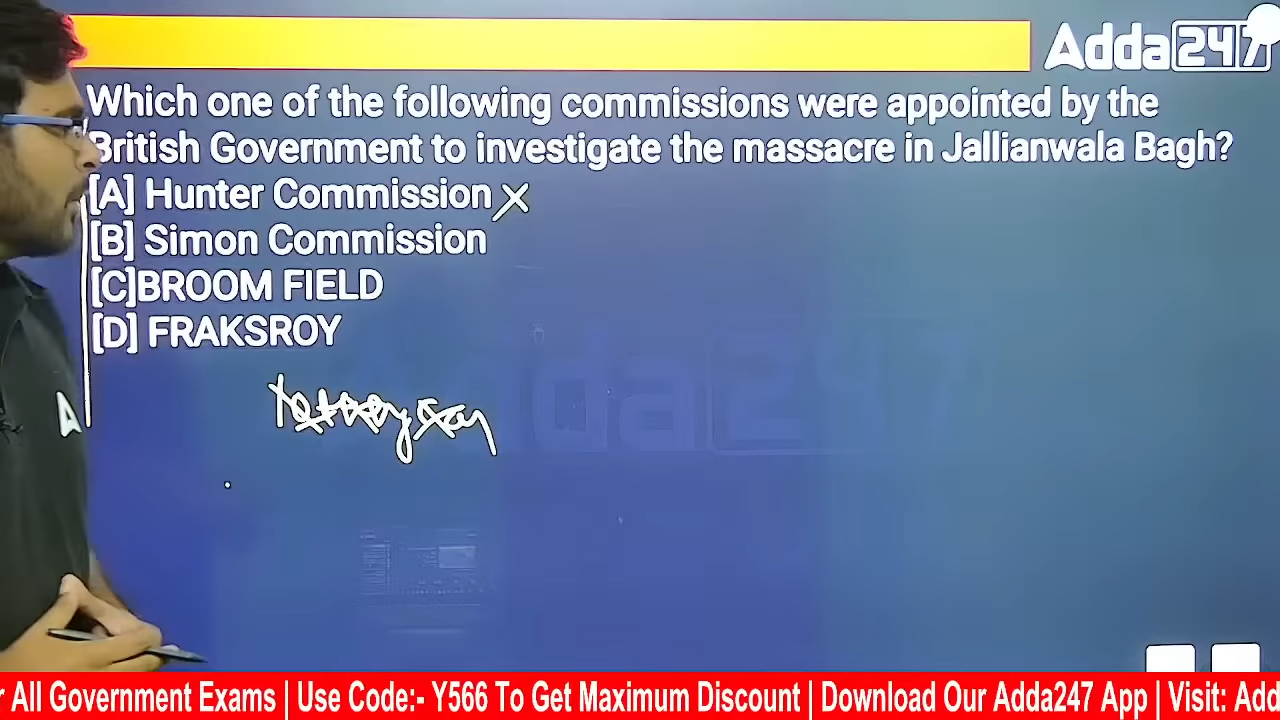 Adda247
Which one of the following commissions were appointed by the
British Government to investigate the massacre in Jallianwala Bagh?
[A] Hunter Commission
[B] Simon Commission
[C]BROOM FIELD
[D] FRAKSROY
r All Government Exams | Use Code:- Y566 To Get Maximum Discount | Download Our Adda247 App | Visit: Add